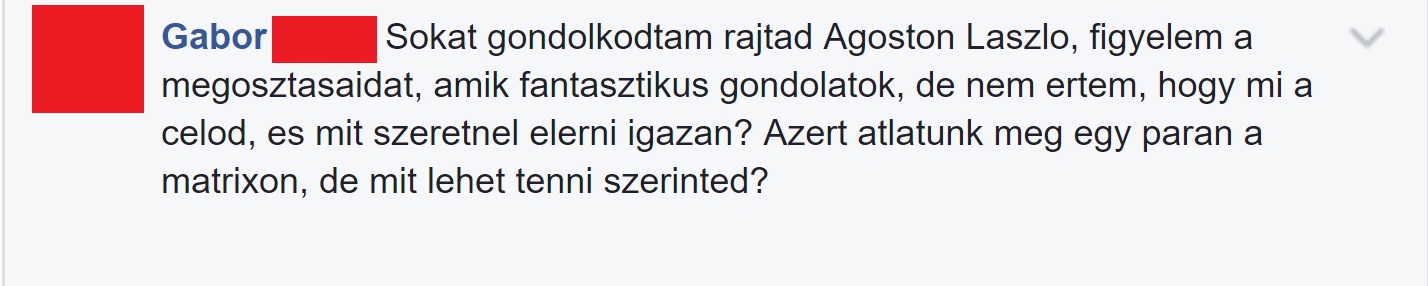 Gabor Sokat gondolkodtam rajtad Agoston Laszlo, figyelem a
megosztasaidat, amik fantasztikus gondolatok, de nem ertem, hogy mi a
celod, es mit szeretnel elerni igazan? Azert atlatunk meg egy paran a
matrixon, de mit lehet tenni szerinted?